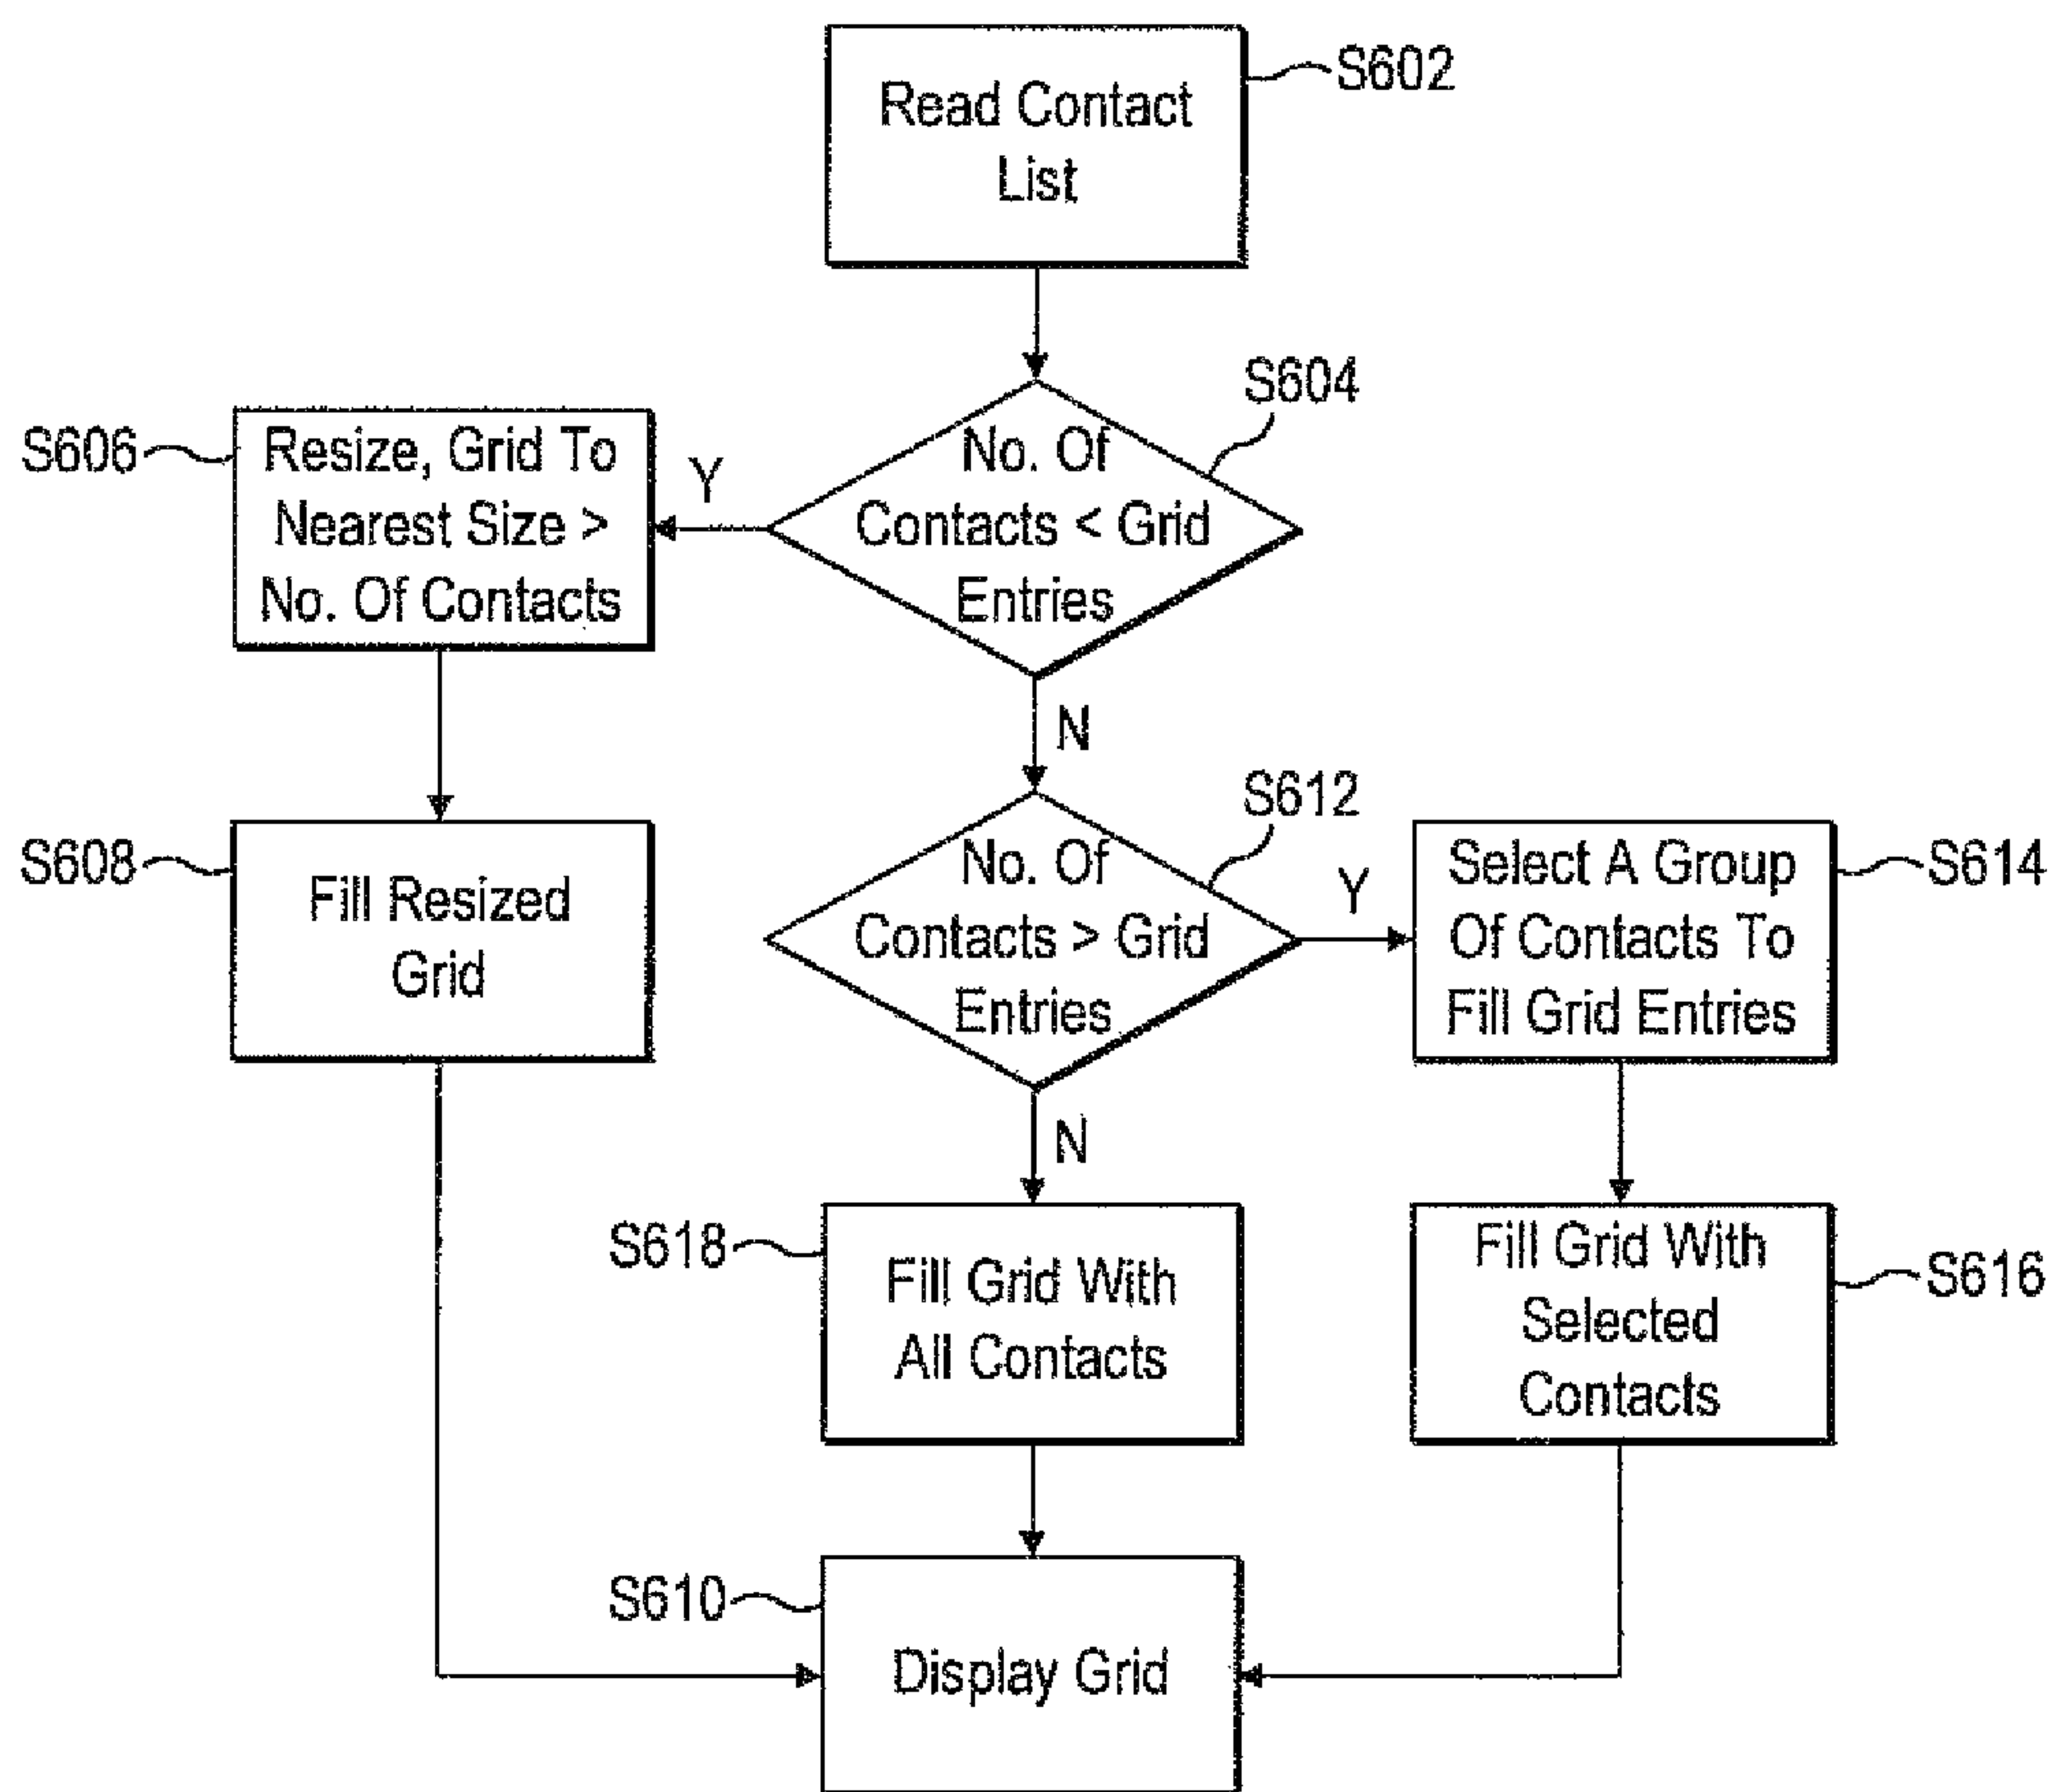 Read Contact
List
S602
No. Of
Contacts < Grid
Entries
S604
Y
N
S606
Resize, Grid To
Nearest Size >
No. Of Contacts
S608
Fill Resized
Grid
No. Of
Contacts > Grid
Entries
S612
Y
N
Select A Group
Of Contacts To
Fill Grid Entries
S614
S618
Fill Grid With
All Contacts
Fill Grid With
Selected
Contacts
S616
S610
Display Grid